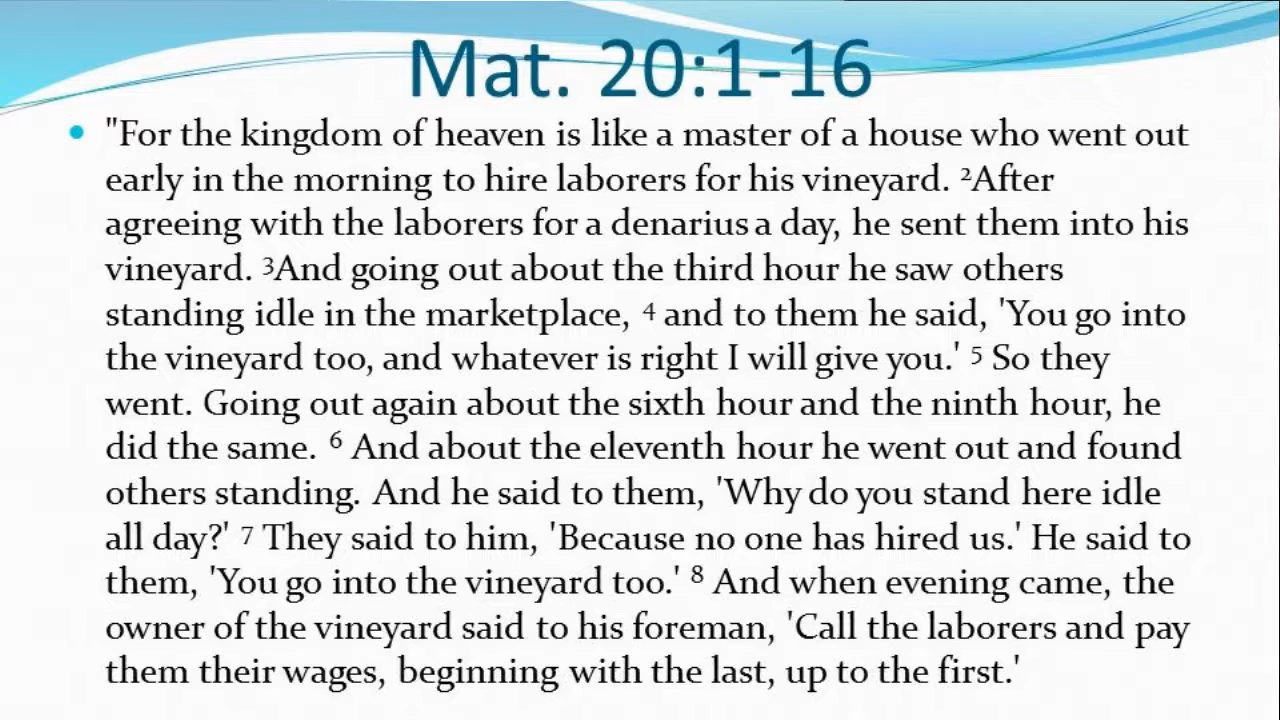 Mat. 20:1-16
• "For the kingdom of heaven is like a master of a house who went out
early in the morning to hire laborers for his vineyard. ²After
agreeing with the laborers for a denarius a day, he sent them into his
vineyard. ³And going out about the third hour he saw others
standing idle in the marketplace, ⁴ and to them he said, 'You go into
the vineyard too, and whatever is right I will give you.' ⁵ So they
went. Going out again about the sixth hour and the ninth hour, he
did the same. ⁶ And about the eleventh hour he went out and found
others standing. And he said to them, 'Why do you stand here idle
all day?' ⁷ They said to him, 'Because no one has hired us.' He said to
them, 'You go into the vineyard too.' ⁸ And when evening came, the
owner of the vineyard said to his foreman, 'Call the laborers and pay
them their wages, beginning with the last, up to the first.'